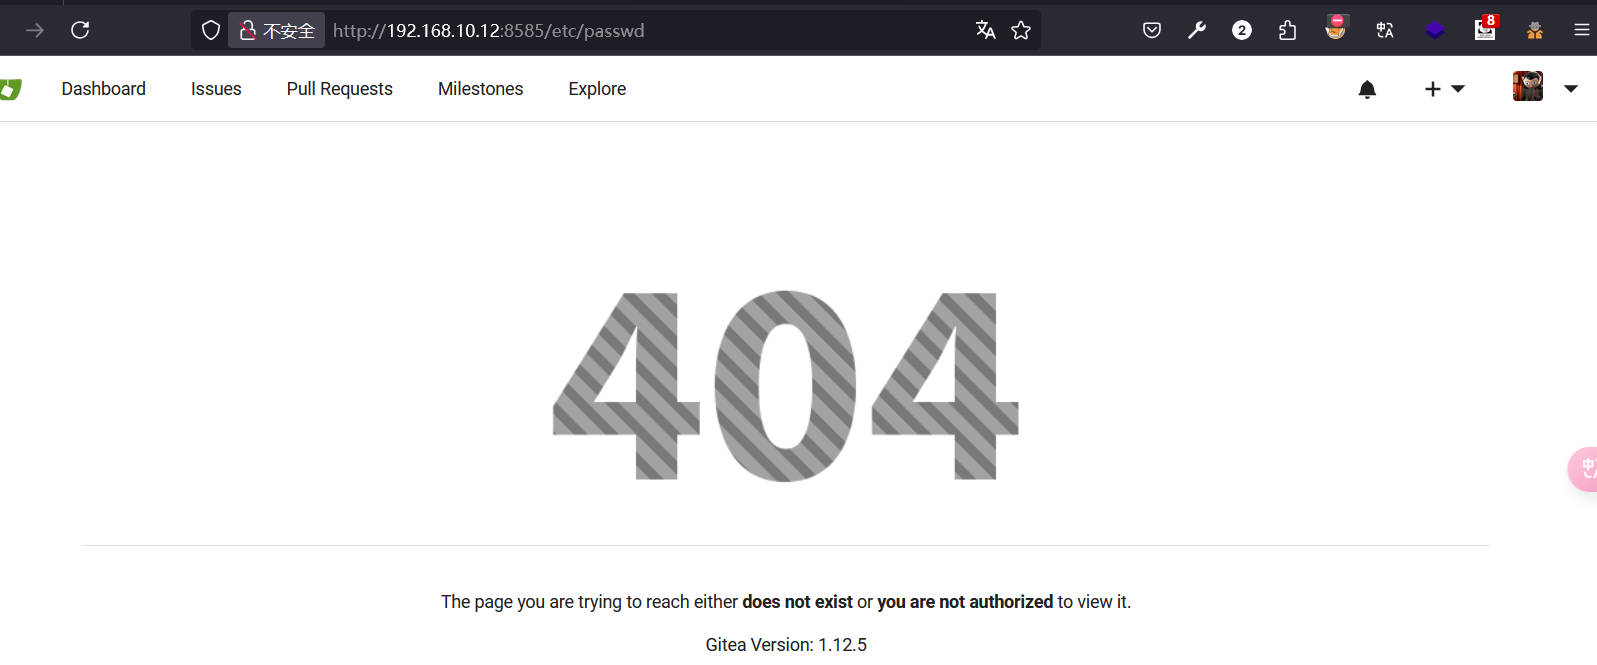 不安全 http://192.168.10.12:8585/etc/passwd 2 8
Dashboard Issues Pull Requests Milestones Explore
404
The page you are trying to reach either does not exist or you are not authorized to view it.
Gitea Version: 1.12.5